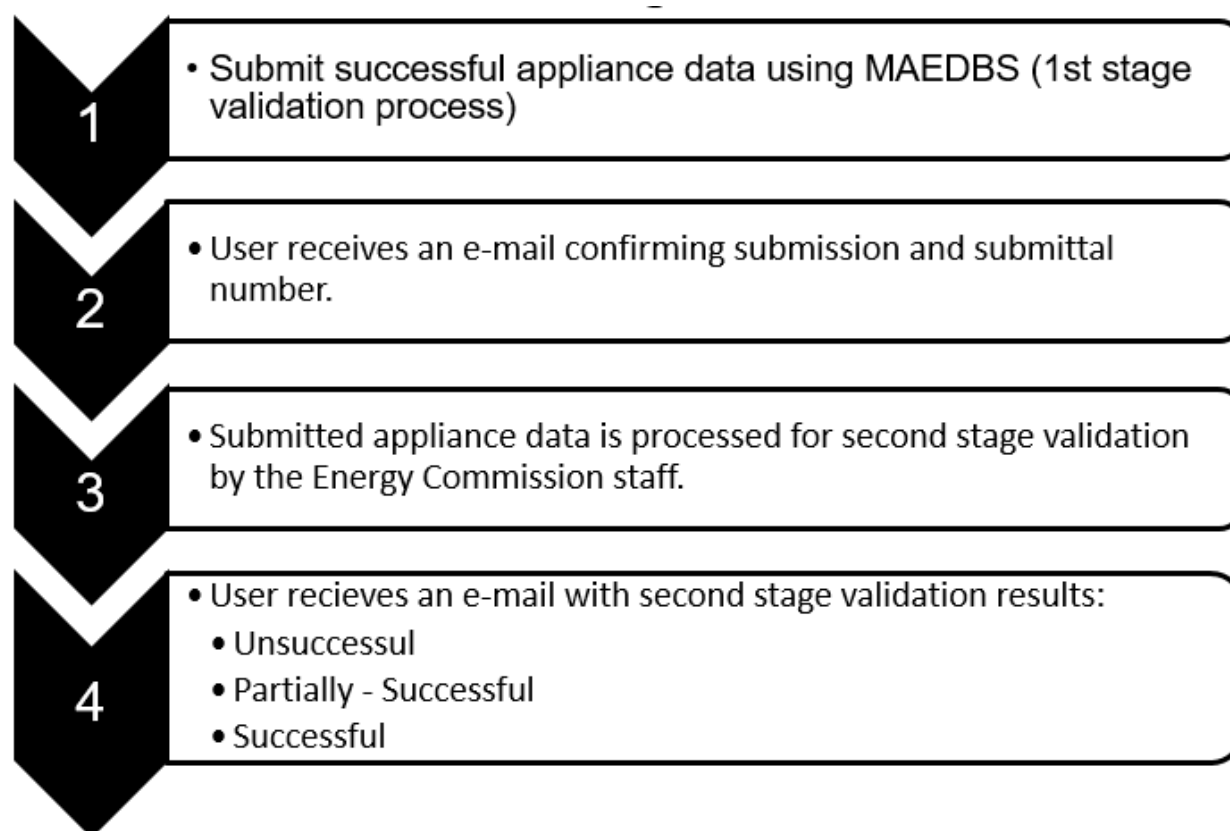 1
• Submit successful appliance data using MAEDBS (1st stage
validation process)
2
• User receives an e-mail confirming submission and submittal
number.
3
• Submitted appliance data is processed for second stage validation
by the Energy Commission staff.
4
• User recieves an e-mail with second stage validation results:
• Unsuccessul
• Partially - Successful
• Successful